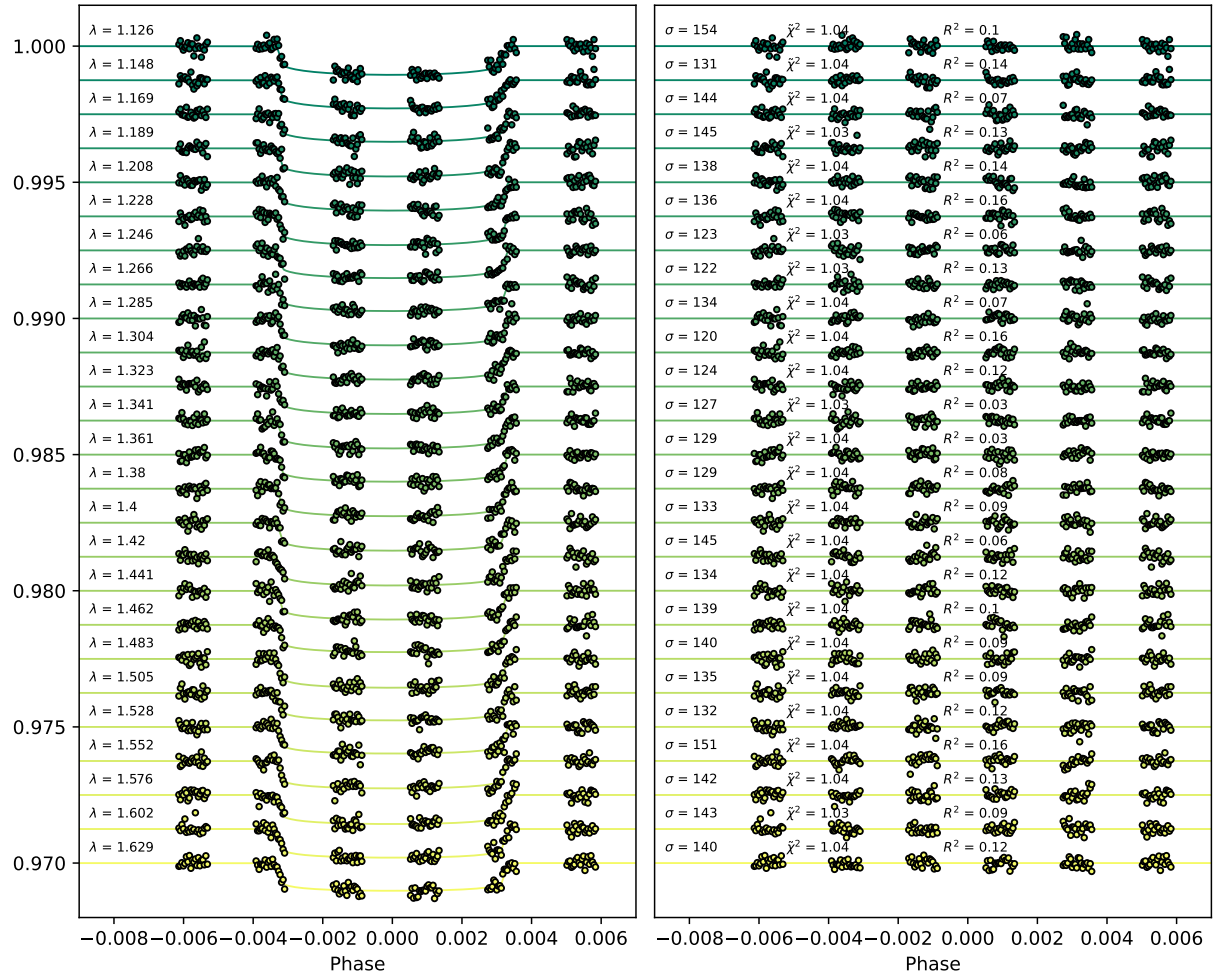 λ = 1.126
σ = 154 χ̃² = 1.04 R² = 0.1
λ = 1.148
σ = 131 χ̃² = 1.04 R² = 0.14
λ = 1.169
σ = 144 χ̃² = 1.04 R² = 0.07
λ = 1.189
σ = 145 χ̃² = 1.03 R² = 0.13
λ = 1.208
σ = 138 χ̃² = 1.04 R² = 0.14
λ = 1.228
σ = 136 χ̃² = 1.04 R² = 0.16
λ = 1.246
σ = 123 χ̃² = 1.03 R² = 0.06
λ = 1.266
σ = 122 χ̃² = 1.03 R² = 0.13
λ = 1.285
σ = 134 χ̃² = 1.04 R² = 0.07
λ = 1.304
σ = 120 χ̃² = 1.04 R² = 0.16
λ = 1.323
σ = 124 χ̃² = 1.04 R² = 0.12
λ = 1.341
σ = 127 χ̃² = 1.03 R² = 0.03
λ = 1.361
σ = 129 χ̃² = 1.04 R² = 0.03
λ = 1.38
σ = 129 χ̃² = 1.04 R² = 0.08
λ = 1.4
σ = 133 χ̃² = 1.04 R² = 0.09
λ = 1.42
σ = 145 χ̃² = 1.04 R² = 0.06
λ = 1.441
σ = 134 χ̃² = 1.04 R² = 0.12
λ = 1.462
σ = 139 χ̃² = 1.04 R² = 0.1
λ = 1.483
σ = 140 χ̃² = 1.04 R² = 0.09
λ = 1.505
σ = 135 χ̃² = 1.04 R² = 0.09
λ = 1.528
σ = 132 χ̃² = 1.04 R² = 0.12
λ = 1.552
σ = 151 χ̃² = 1.04 R² = 0.16
λ = 1.576
σ = 142 χ̃² = 1.04 R² = 0.13
λ = 1.602
σ = 143 χ̃² = 1.03 R² = 0.09
λ = 1.629
σ = 140 χ̃² = 1.04 R² = 0.12
1.000
0.995
0.990
0.985
0.980
0.975
0.970
−0.008 −0.006 −0.004 −0.002 0.000 0.002 0.004 0.006
Phase
−0.008 −0.006 −0.004 −0.002 0.000 0.002 0.004 0.006
Phase